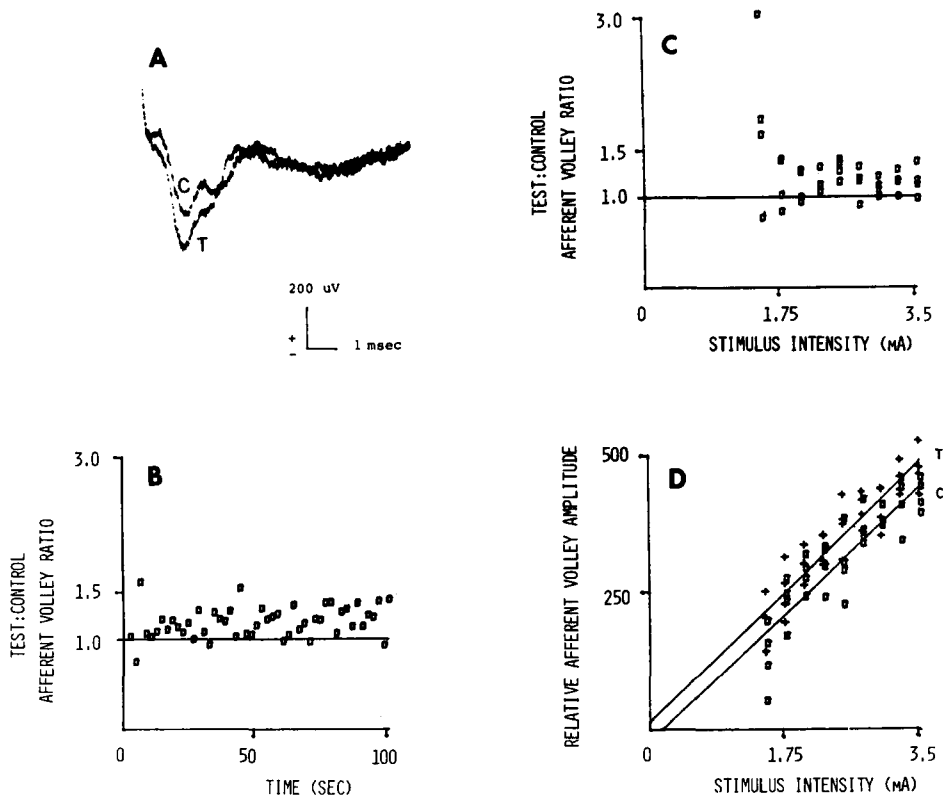 A
C
T
200 uV
+
-
1 msec
B
TEST:CONTROL
AFFERENT VOLLEY RATIO
3.0
1.5
1.0
0
50
100
TIME (SEC)
C
TEST:CONTROL
AFFERENT VOLLEY RATIO
3.0
1.5
1.0
0
1.75
3.5
STIMULUS INTENSITY (MA)
D
RELATIVE AFFERENT VOLLEY AMPLITUDE
500
250
T
C
0
1.75
3.5
STIMULUS INTENSITY (MA)